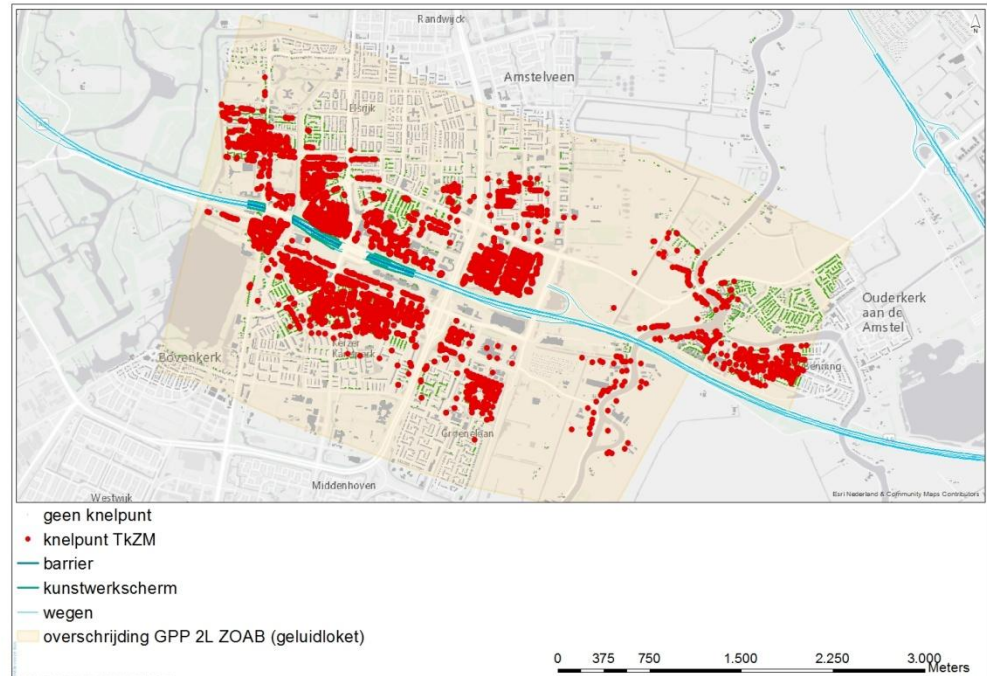 Randwijck
N
Amstelveen
Elsrijk
Ouderkerk
aan de
Amstel
Benning
Bovenkerk
Keizer
Karelpark
Groenelaan
Middenhoven
Westwijk
Esri Nederland & Community Maps Contributors
geen knelpunt
knelpunt TkZM
barrier
kunstwerkscherm
wegen
overschrijding GPP 2L ZOAB (geluidloket)
0 375 750 1.500 2.250 3.000
Meters